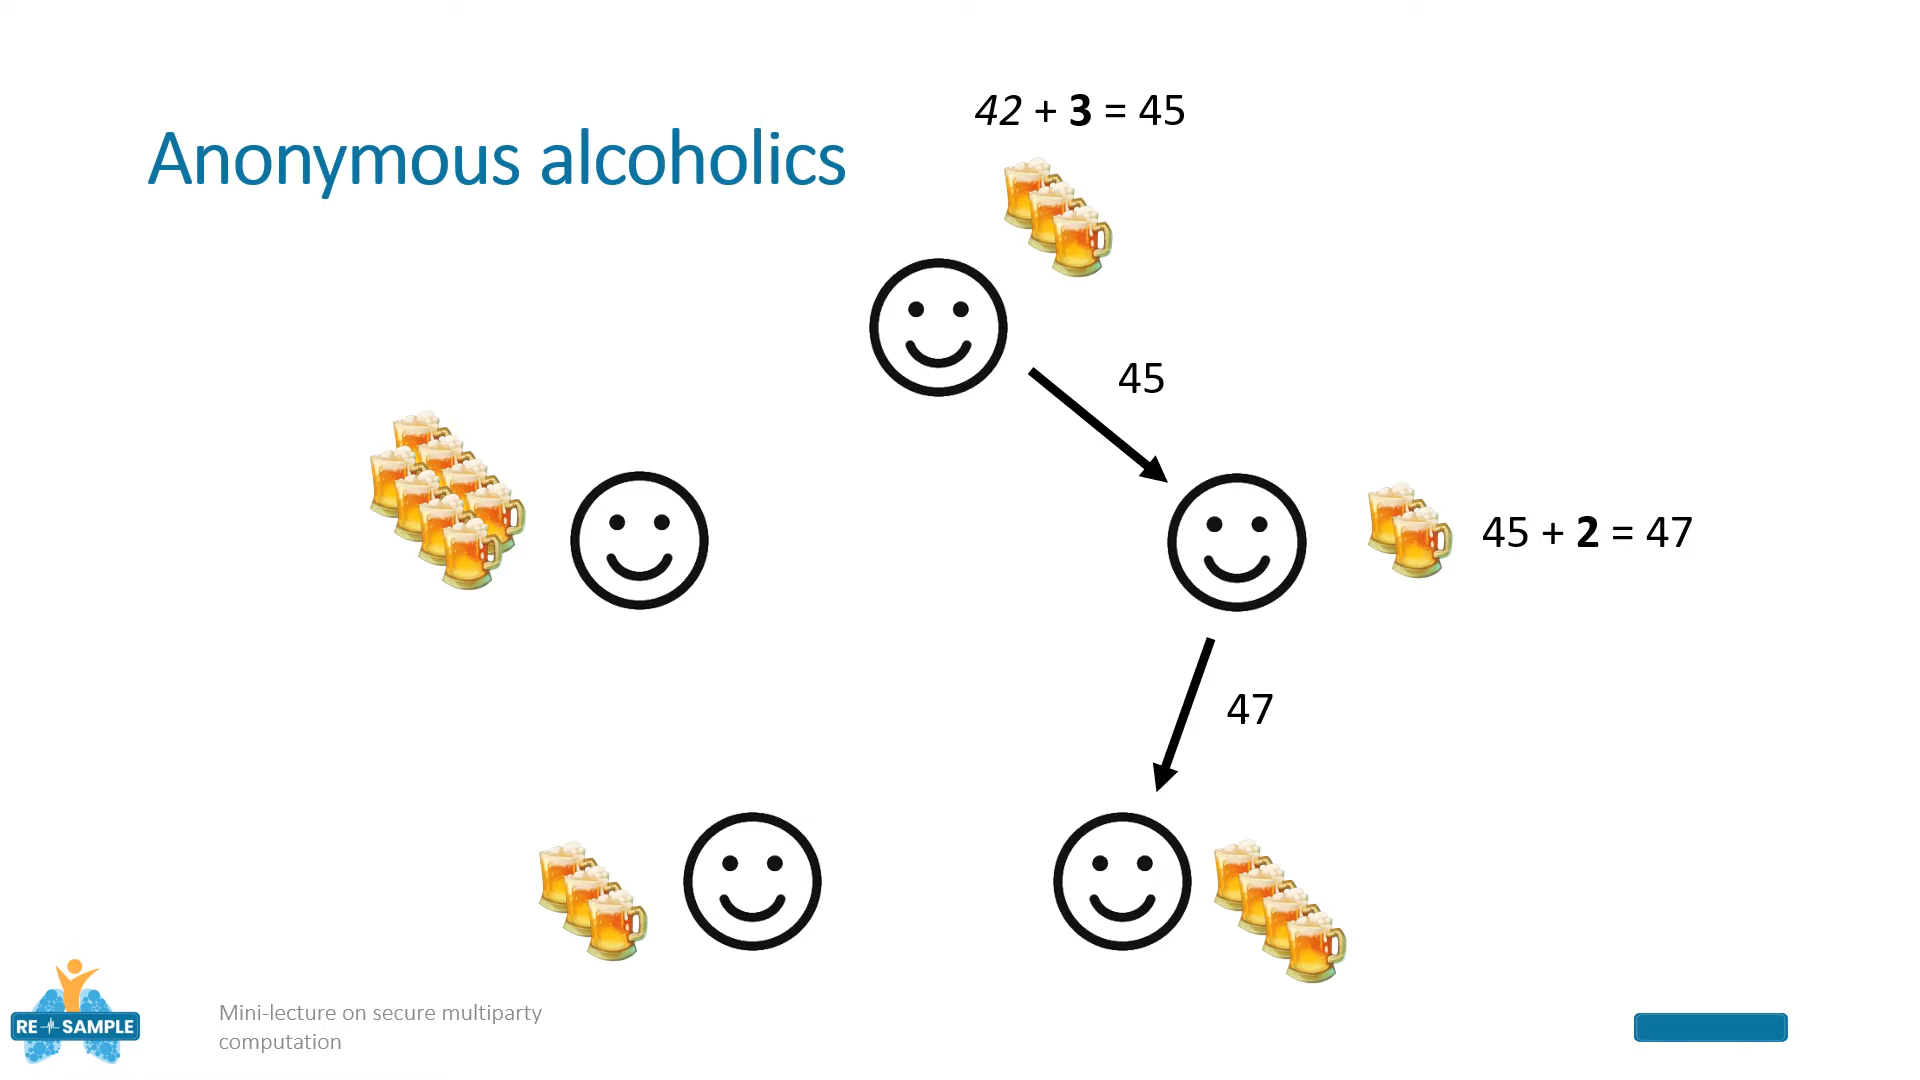 42 + 3 = 45
Anonymous alcoholics
45
45 + 2 = 47
47
RE SAMPLE
Mini-lecture on secure multiparty
computation